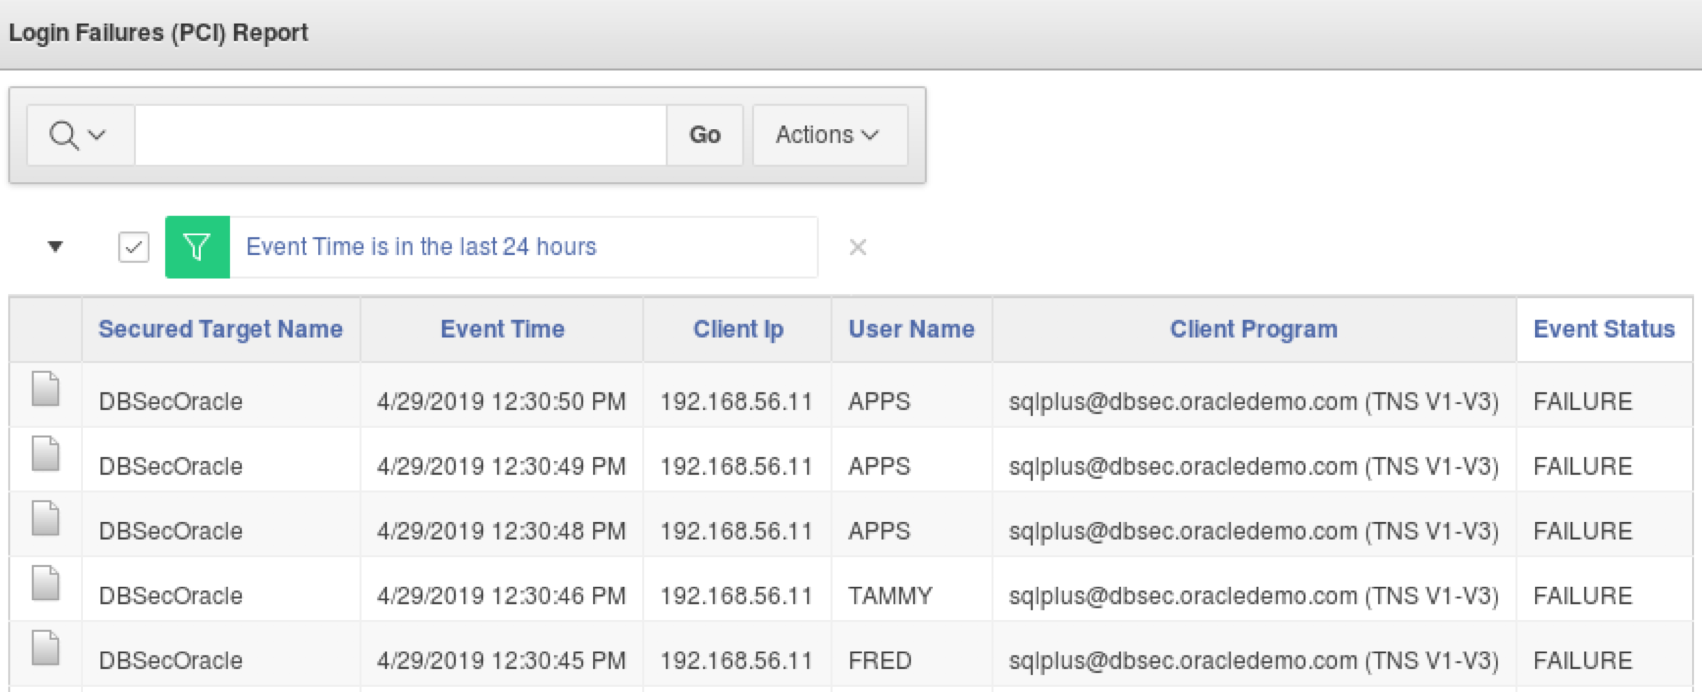 Login Failures (PCI) Report
Go Actions
Event Time is in the last 24 hours
Secured Target Name Event Time Client Ip User Name Client Program Event Status
DBSecOracle 4/29/2019 12:30:50 PM 192.168.56.11 APPS sqlplus@dbsec.oracledemo.com (TNS V1-V3) FAILURE
DBSecOracle 4/29/2019 12:30:49 PM 192.168.56.11 APPS sqlplus@dbsec.oracledemo.com (TNS V1-V3) FAILURE
DBSecOracle 4/29/2019 12:30:48 PM 192.168.56.11 APPS sqlplus@dbsec.oracledemo.com (TNS V1-V3) FAILURE
DBSecOracle 4/29/2019 12:30:46 PM 192.168.56.11 TAMMY sqlplus@dbsec.oracledemo.com (TNS V1-V3) FAILURE
DBSecOracle 4/29/2019 12:30:45 PM 192.168.56.11 FRED sqlplus@dbsec.oracledemo.com (TNS V1-V3) FAILURE